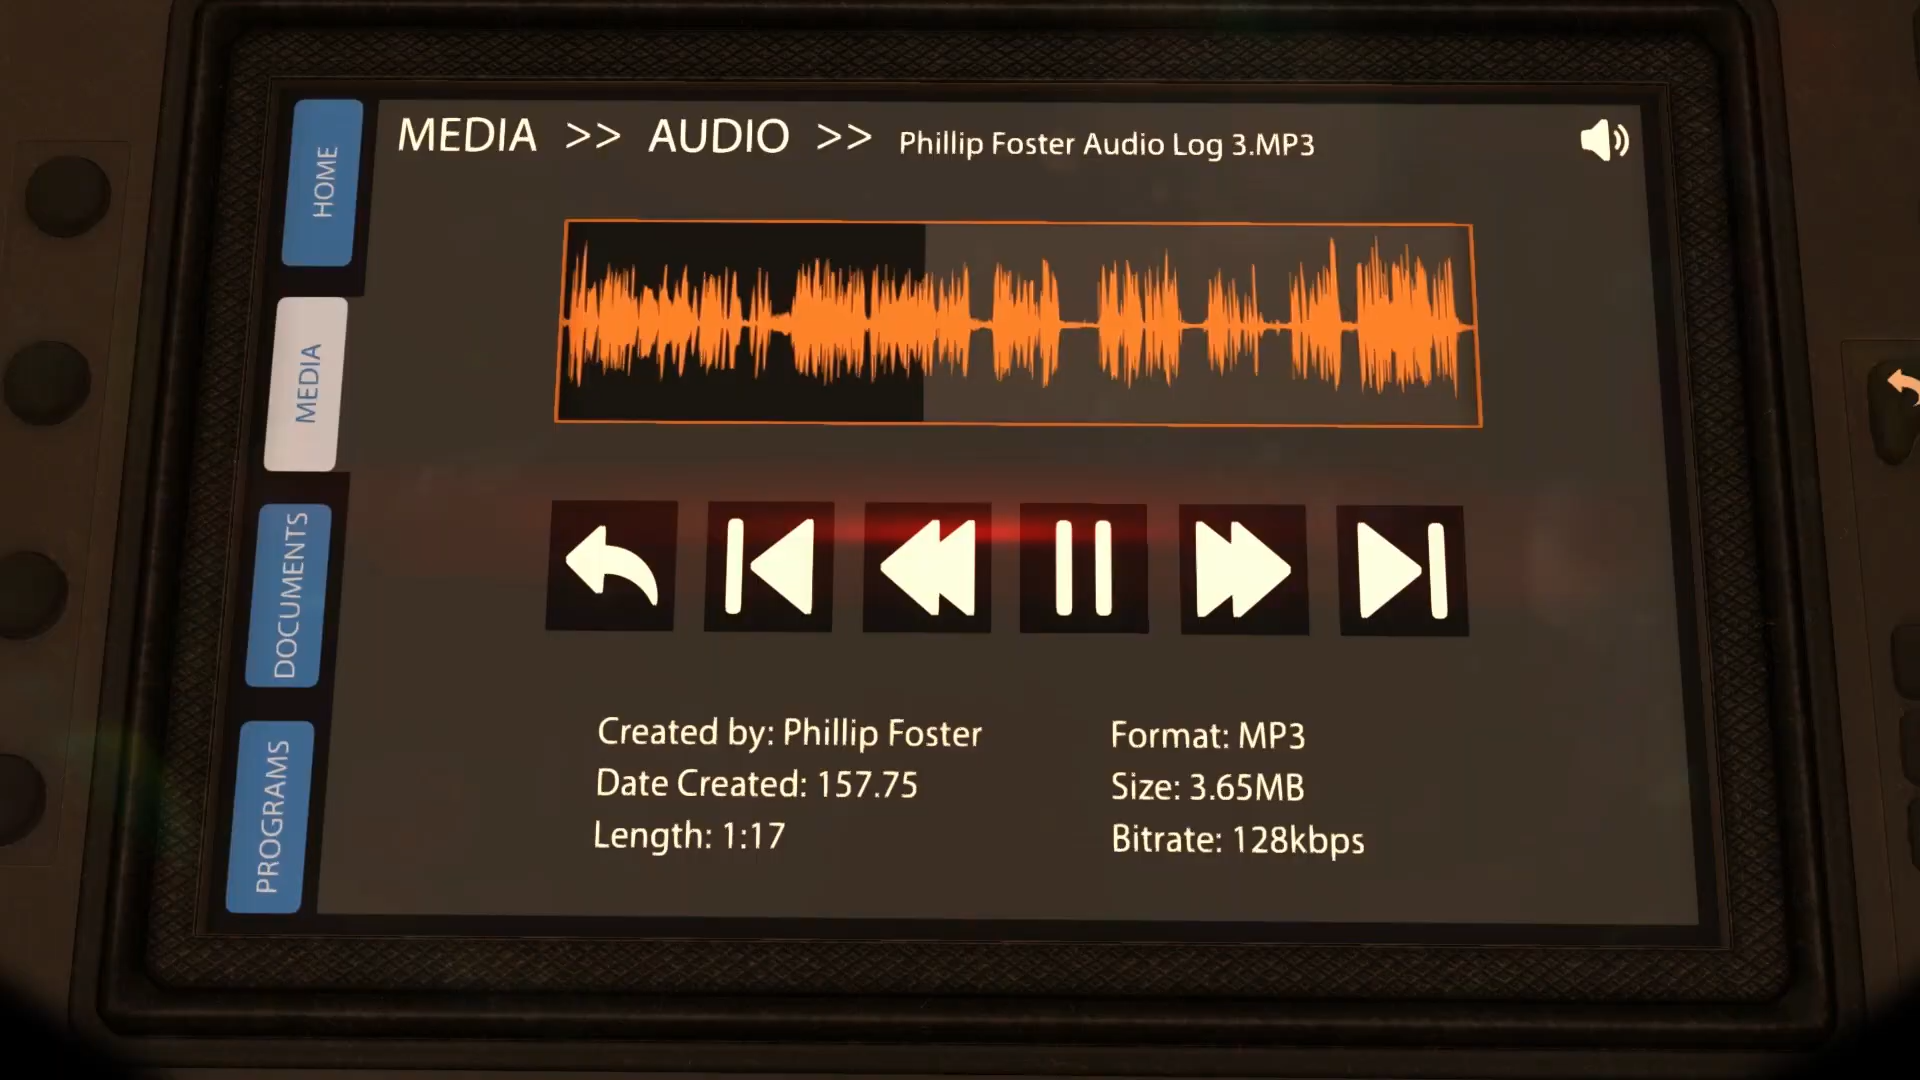 MEDIA >> AUDIO >> Phillip Foster Audio Log 3.MP3
HOME
MEDIA
DOCUMENTS
PROGRAMS
Created by: Phillip Foster
Date Created: 157.75
Length: 1:17
Format: MP3
Size: 3.65MB
Bitrate: 128kbps